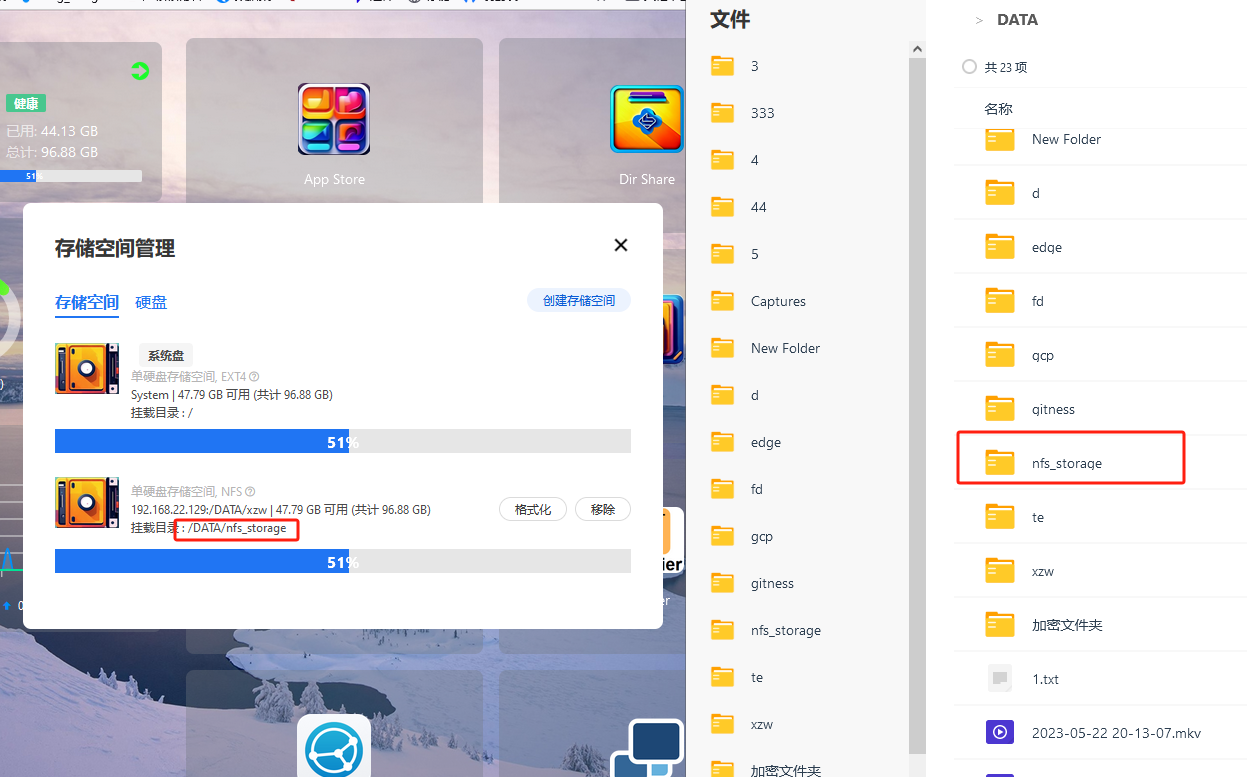 健康
已用: 44.13 GB
总计: 96.88 GB
51%
App Store
Dir Share
存储空间管理
存储空间
硬盘
创建存储空间
系统盘
单硬盘存储空间, EXT4
System | 47.79 GB 可用 (共计 96.88 GB)
挂载目录 : /
51%
单硬盘存储空间, NFS
192.168.22.129:/DATA/xzw | 47.79 GB 可用 (共计 96.88 GB)
挂载目录 : /DATA/nfs_storage
格式化
移除
51%
文件
3
333
4
44
5
Captures
New Folder
d
edge
fd
gcp
gitness
nfs_storage
te
xzw
加密文件夹
> DATA
共 23 项
名称
New Folder
d
edge
fd
gcp
gitness
nfs_storage
te
xzw
加密文件夹
1.txt
2023-05-22 20-13-07.mkv